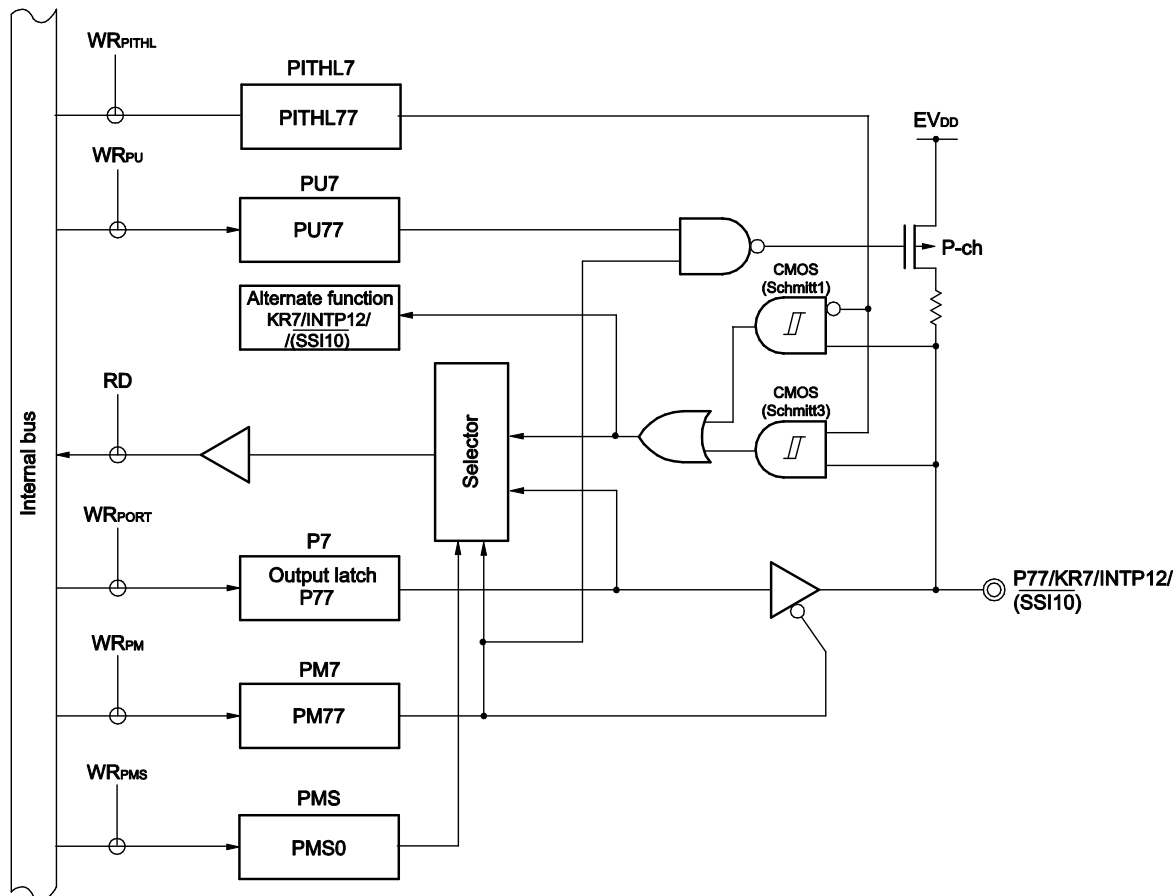 WRPITHL
PITHL7
PITHL77
EVDD
WRPU
PU7
PU77
P-ch
CMOS
(Schmitt1)
Alternate function
KR7/INTP12/
/(SSI10)
RD
Selector
CMOS
(Schmitt3)
Internal bus
WRPORT
P7
Output latch
P77
P77/KR7/INTP12/
(SSI10)
WRPM
PM7
PM77
WRPMS
PMS
PMS0